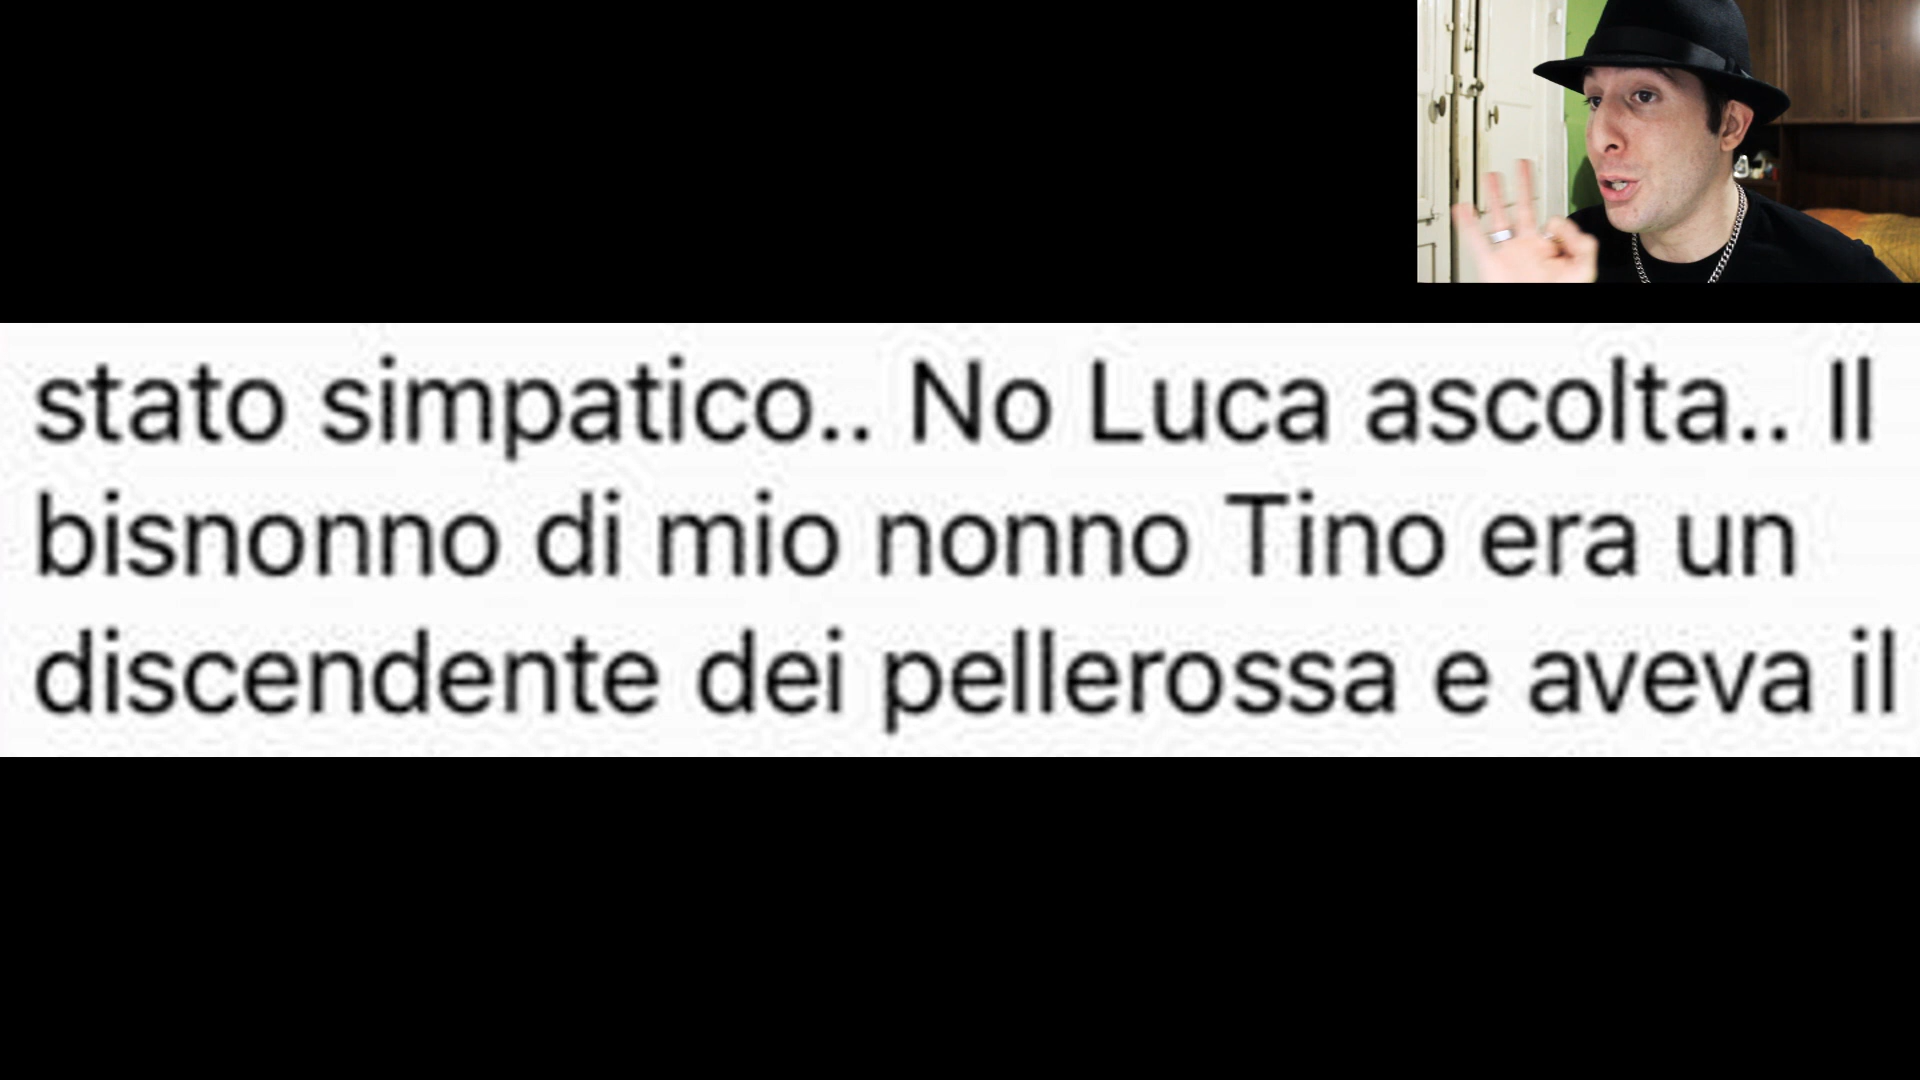 stato simpatico.. No Luca ascolta.. Il
bisnonno di mio nonno Tino era un
discendente dei pellerossa e aveva il